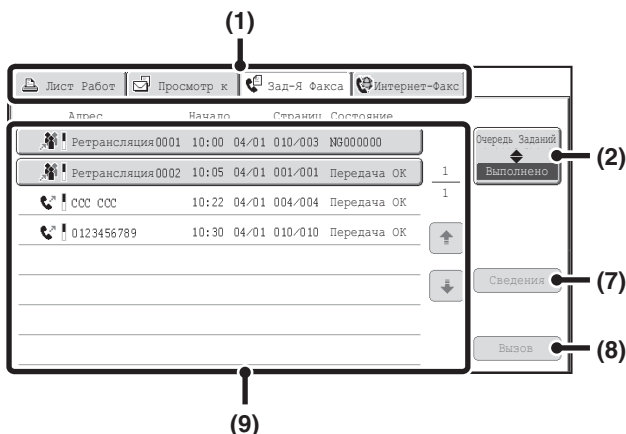 (1)
Лист Работ Просмотр к Зад-Я Факса Интернет-Факс
Адрес Начало Страниц Состояние
Ретрансляция0001 10:00 04/01 010/003 NG000000
Ретрансляция0002 10:05 04/01 001/001 Передача OK
CCC CCC 10:22 04/01 004/004 Передача OK
0123456789 10:30 04/01 010/010 Передача OK
1
1
Очередь Заданий
Выполнено
(2)
Сведения
(7)
Вызов
(8)
(9)